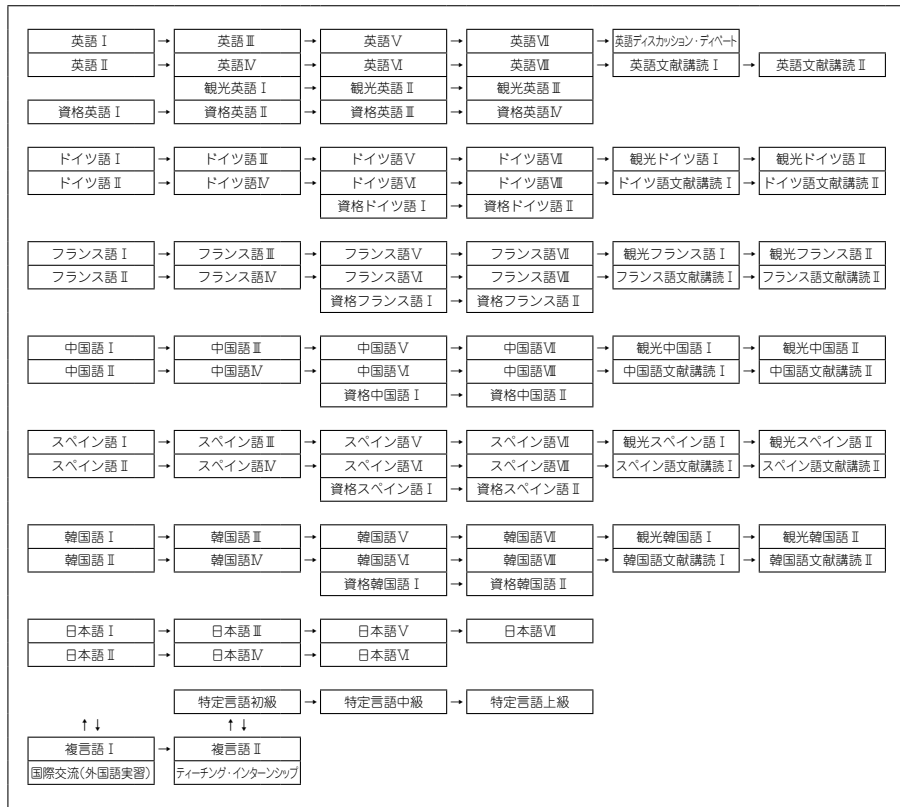 英語Ⅰ → 英語Ⅲ → 英語Ⅴ → 英語Ⅶ → 英語ディスカッション・ディベート
英語Ⅱ → 英語Ⅳ → 英語Ⅵ → 英語Ⅷ → 英語文献講読Ⅰ → 英語文献講読Ⅱ
観光英語Ⅰ → 観光英語Ⅱ → 観光英語Ⅲ
資格英語Ⅰ → 資格英語Ⅱ → 資格英語Ⅲ → 資格英語Ⅳ
ドイツ語Ⅰ → ドイツ語Ⅲ → ドイツ語Ⅴ → ドイツ語Ⅶ → 観光ドイツ語Ⅰ → 観光ドイツ語Ⅱ
ドイツ語Ⅱ → ドイツ語Ⅳ → ドイツ語Ⅵ → ドイツ語Ⅷ → ドイツ語文献講読Ⅰ → ドイツ語文献講読Ⅱ
資格ドイツ語Ⅰ → 資格ドイツ語Ⅱ
フランス語Ⅰ → フランス語Ⅲ → フランス語Ⅴ → フランス語Ⅶ → 観光フランス語Ⅰ → 観光フランス語Ⅱ
フランス語Ⅱ → フランス語Ⅳ → フランス語Ⅵ → フランス語Ⅷ → フランス語文献講読Ⅰ → フランス語文献講読Ⅱ
資格フランス語Ⅰ → 資格フランス語Ⅱ
中国語Ⅰ → 中国語Ⅲ → 中国語Ⅴ → 中国語Ⅶ → 観光中国語Ⅰ → 観光中国語Ⅱ
中国語Ⅱ → 中国語Ⅳ → 中国語Ⅵ → 中国語Ⅷ → 中国語文献講読Ⅰ → 中国語文献講読Ⅱ
資格中国語Ⅰ → 資格中国語Ⅱ
スペイン語Ⅰ → スペイン語Ⅲ → スペイン語Ⅴ → スペイン語Ⅶ → 観光スペイン語Ⅰ → 観光スペイン語Ⅱ
スペイン語Ⅱ → スペイン語Ⅳ → スペイン語Ⅵ → スペイン語Ⅷ → スペイン語文献講読Ⅰ → スペイン語文献講読Ⅱ
資格スペイン語Ⅰ → 資格スペイン語Ⅱ
韓国語Ⅰ → 韓国語Ⅲ → 韓国語Ⅴ → 韓国語Ⅶ → 観光韓国語Ⅰ → 観光韓国語Ⅱ
韓国語Ⅱ → 韓国語Ⅳ → 韓国語Ⅵ → 韓国語Ⅷ → 韓国語文献講読Ⅰ → 韓国語文献講読Ⅱ
資格韓国語Ⅰ → 資格韓国語Ⅱ
日本語Ⅰ → 日本語Ⅲ → 日本語Ⅴ → 日本語Ⅶ
日本語Ⅱ → 日本語Ⅳ → 日本語Ⅵ
特定言語初級 → 特定言語中級 → 特定言語上級
↑↓ ↑↓
複言語Ⅰ → 複言語Ⅱ
国際交流(外国語実習) ティーチング・インターンシップ